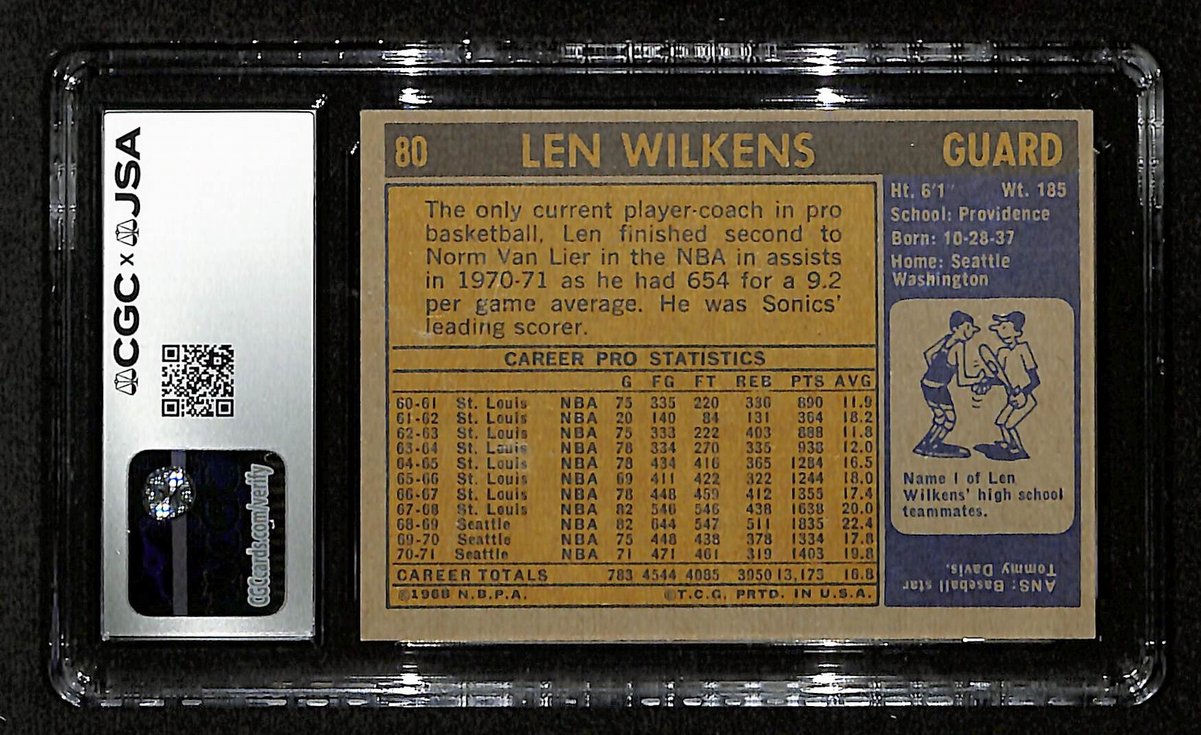 CGC x JSA
CGCcards.com/verify
80 LEN WILKENS GUARD
The only current player-coach in pro
basketball, Len finished second to
Norm Van Lier in the NBA in assists
in 1970-71 as he had 654 for a 9.2
per game average. He was Sonics'
leading scorer.
CAREER PRO STATISTICS
G FG FT REB PTS AVG
60-61 St. Louis NBA 75 335 220 336 890 11.9
61-62 St. Louis NBA 20 140 84 131 364 18.2
62-63 St. Louis NBA 75 333 222 403 888 11.8
63-64 St. Louis NBA 78 334 270 335 938 12.0
64-65 St. Louis NBA 78 434 416 365 1284 16.5
65-66 St. Louis NBA 69 411 422 322 1244 18.0
66-67 St. Louis NBA 78 448 459 412 1355 17.4
67-68 St. Louis NBA 82 546 546 438 1638 20.0
68-69 Seattle NBA 82 644 547 511 1835 22.4
69-70 Seattle NBA 75 448 438 378 1334 17.8
70-71 Seattle NBA 71 471 461 319 1403 19.8
CAREER TOTALS 783 4544 4085 3950 13,173 16.8
©1968 N.B.P.A. ©T.C.G. PRTD. IN U.S.A.
Ht. 6'1" Wt. 185
School: Providence
Born: 10-28-37
Home: Seattle
Washington
Name 1 of Len
Wilkens' high school
teammates.
ANS: Baseball star
Tommy Davis.